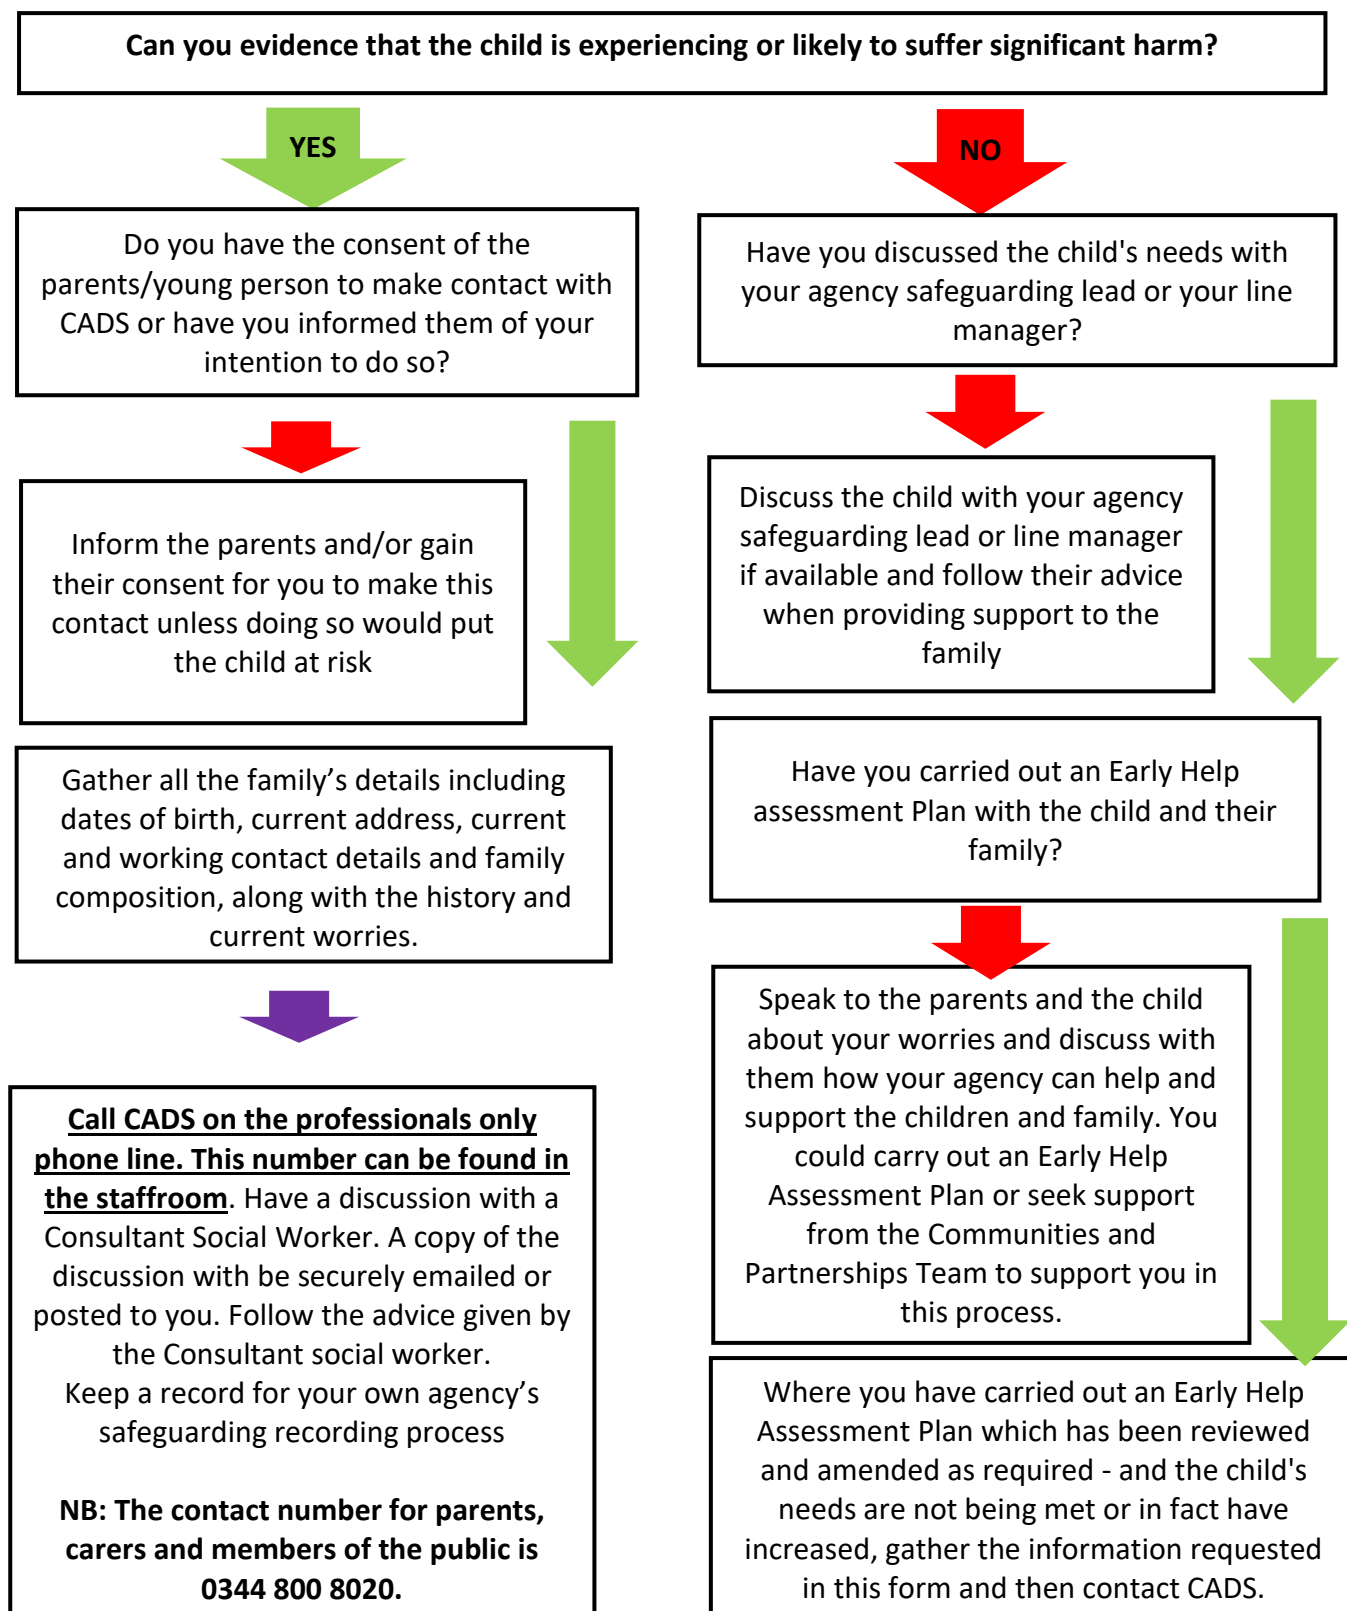 Can you evidence that the child is experiencing or likely to suffer significant harm?
YES
NO
Do you have the consent of the
parents/young person to make contact with
CADS or have you informed them of your
intention to do so?
Have you discussed the child's needs with
your agency safeguarding lead or your line
manager?
Inform the parents and/or gain
their consent for you to make this
contact unless doing so would put
the child at risk
Discuss the child with your agency
safeguarding lead or line manager
if available and follow their advice
when providing support to the
family
Gather all the family’s details including
dates of birth, current address, current
and working contact details and family
composition, along with the history and
current worries.
Have you carried out an Early Help
assessment Plan with the child and their
family?
Call CADS on the professionals only
phone line. This number can be found in
the staffroom. Have a discussion with a
Consultant Social Worker. A copy of the
discussion with be securely emailed or
posted to you. Follow the advice given by
the Consultant social worker.
Keep a record for your own agency’s
safeguarding recording process
NB: The contact number for parents,
carers and members of the public is
0344 800 8020.
Speak to the parents and the child
about your worries and discuss with
them how your agency can help and
support the children and family. You
could carry out an Early Help
Assessment Plan or seek support
from the Communities and
Partnerships Team to support you in
this process.
Where you have carried out an Early Help
Assessment Plan which has been reviewed
and amended as required - and the child's
needs are not being met or in fact have
increased, gather the information requested
in this form and then contact CADS.